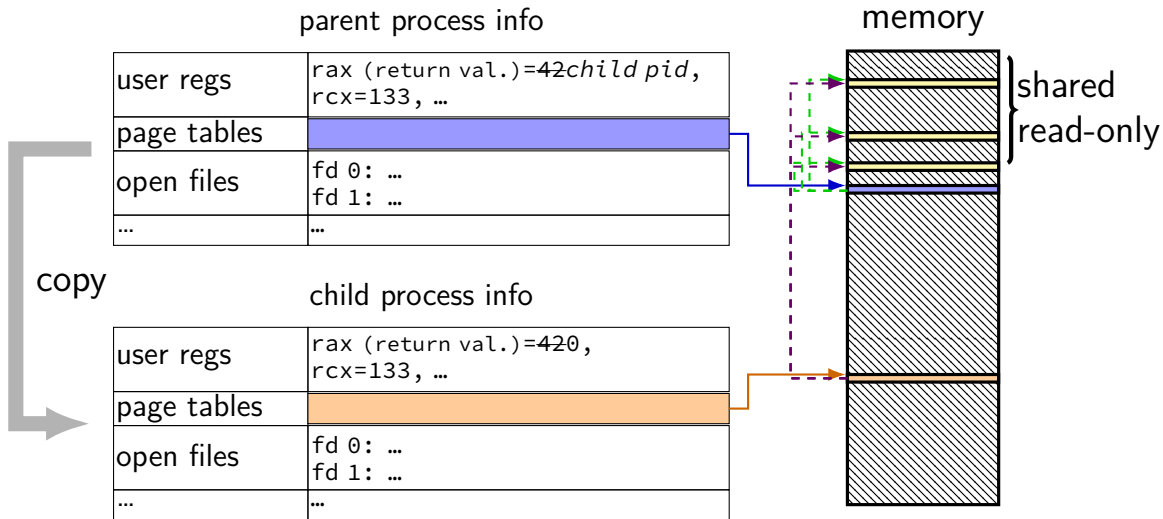 parent process info
memory
user regs
rax (return val.)=42child pid,
rcx=133, …
page tables
open files
fd 0: …
fd 1: …
…
…
shared
read-only
copy
child process info
user regs
rax (return val.)=420,
rcx=133, …
page tables
open files
fd 0: …
fd 1: …
…
…